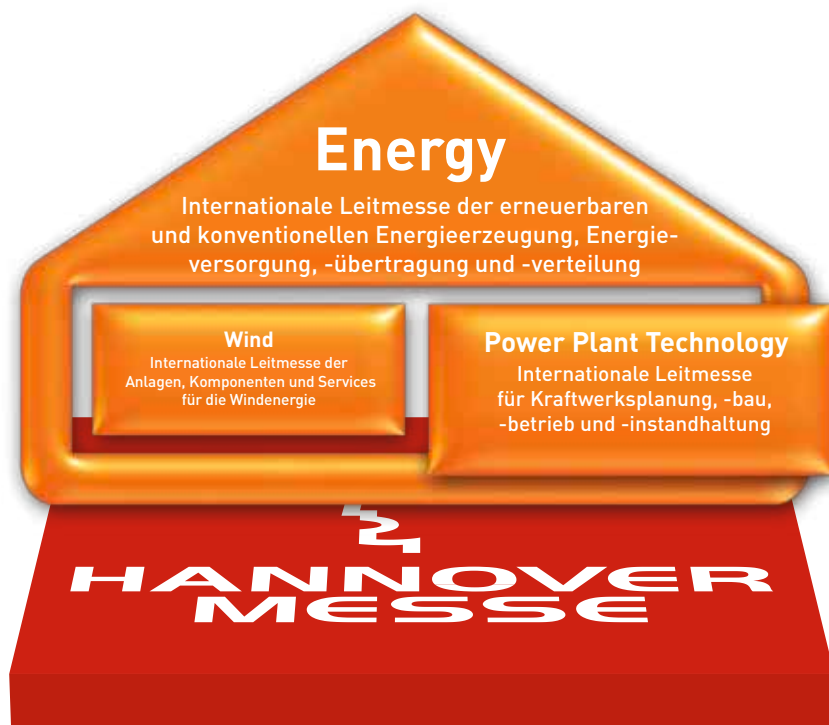 Energy
Internationale Leitmesse der erneuerbaren
und konventionellen Energieerzeugung, Energie-
versorgung, -übertragung und -verteilung
Wind
Internationale Leitmesse der
Anlagen, Komponenten und Services
für die Windenergie
Power Plant Technology
Internationale Leitmesse
für Kraftwerksplanung, -bau,
-betrieb und -instandhaltung
HANNOVER
MESSE